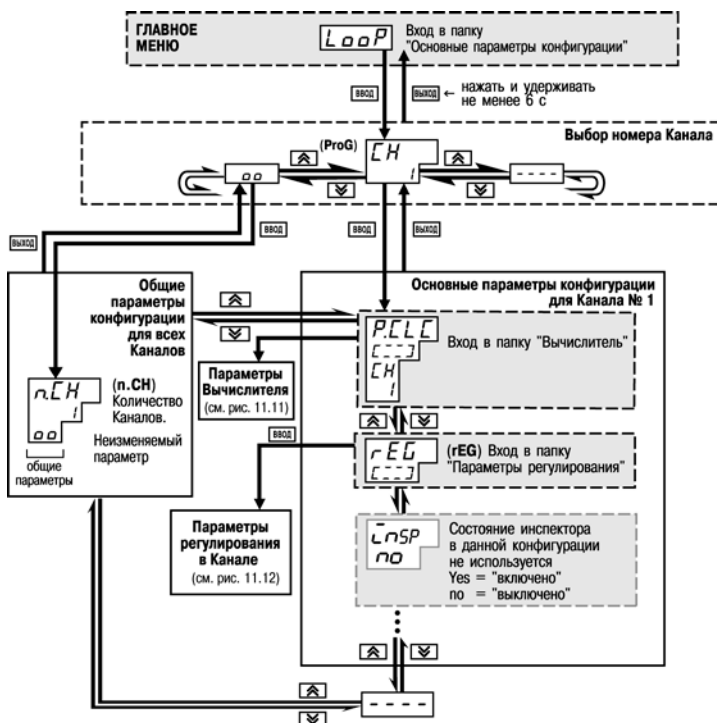 ГЛАВНОЕ
МЕНЮ
LooP
Вход в папку
"Основные параметры конфигурации"
ввод
выход
← нажать и удерживать
не менее 6 с
Выбор номера Канала
(ProG)
CH
1
oo
- - - -
выход
ввод
ввод
выход
Общие
параметры
конфигурации
для всех
Каналов
n.CH
1
oo
(n.CH)
Количество
Каналов.
Неизменяемый
параметр
общие
параметры
Основные параметры конфигурации
для Канала № 1
P.CLC
[---]
CH
1
Вход в папку "Вычислитель"
Параметры
Вычислителя
(см. рис. 11.11)
ввод
rEG
[---]
(rEG) Вход в папку
"Параметры регулирования"
Параметры
регулирования
в Канале
(см. рис. 11.12)
inSP
no
Состояние инспектора
в данной конфигурации
не используется
Yes = "включено"
no = "выключено"
- - - -